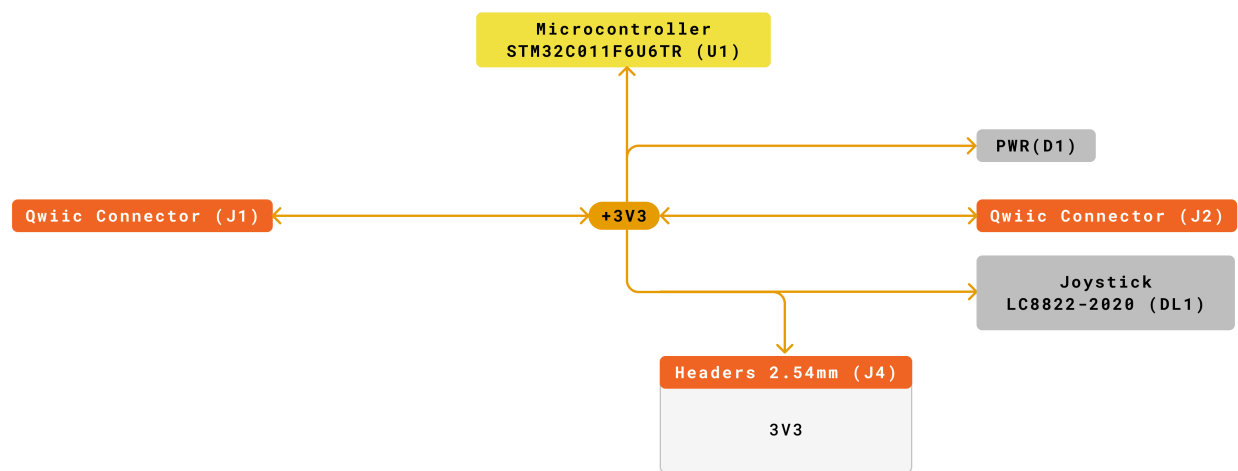 Microcontroller
STM32C011F6U6TR (U1)
PWR(D1)
Qwiic Connector (J1)
+3V3
Qwiic Connector (J2)
Joystick
LC8822-2020 (DL1)
Headers 2.54mm (J4)
3V3